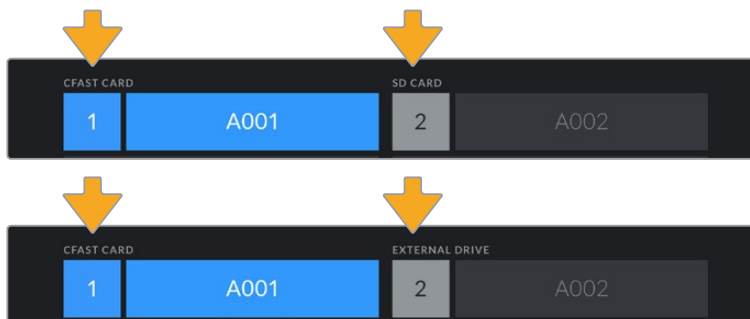 CFAST CARD SD CARD
1 A001 2 A002
CFAST CARD EXTERNAL DRIVE
1 A001 2 A002